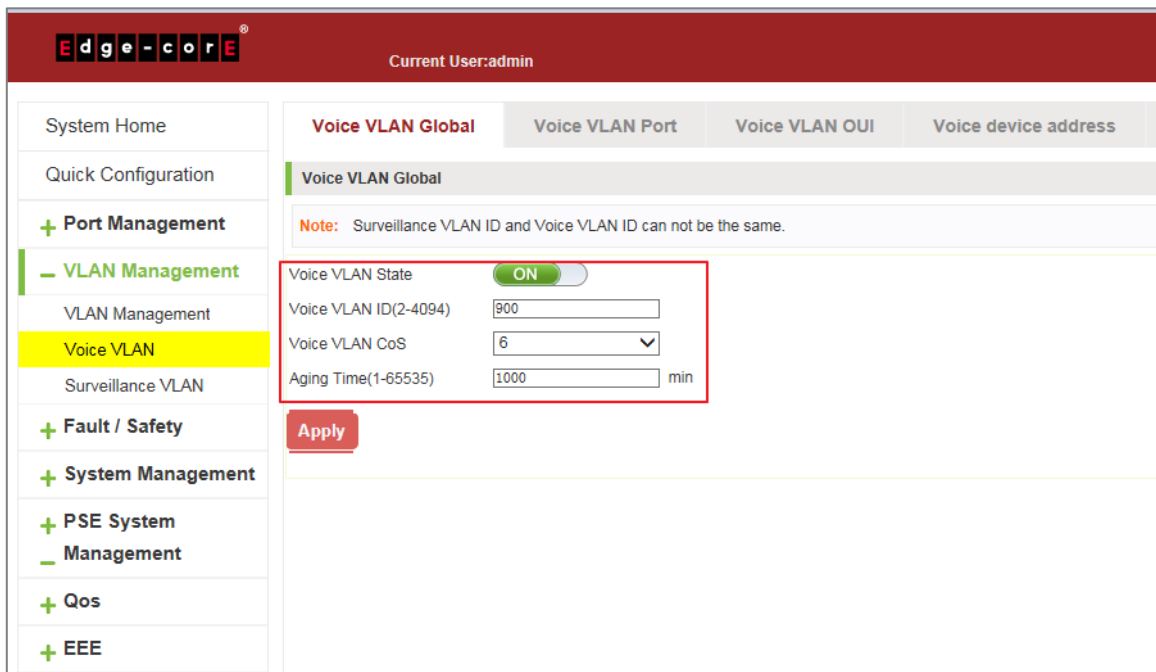 Edge-corE®
Current User:admin
System Home
Quick Configuration
+ Port Management
– VLAN Management
VLAN Management
Voice VLAN
Surveillance VLAN
+ Fault / Safety
+ System Management
+ PSE System
– Management
+ Qos
+ EEE
Voice VLAN Global Voice VLAN Port Voice VLAN OUI Voice device address
Voice VLAN Global
Note: Surveillance VLAN ID and Voice VLAN ID can not be the same.
Voice VLAN State ON
Voice VLAN ID(2-4094) 900
Voice VLAN CoS 6
Aging Time(1-65535) 1000 min
Apply